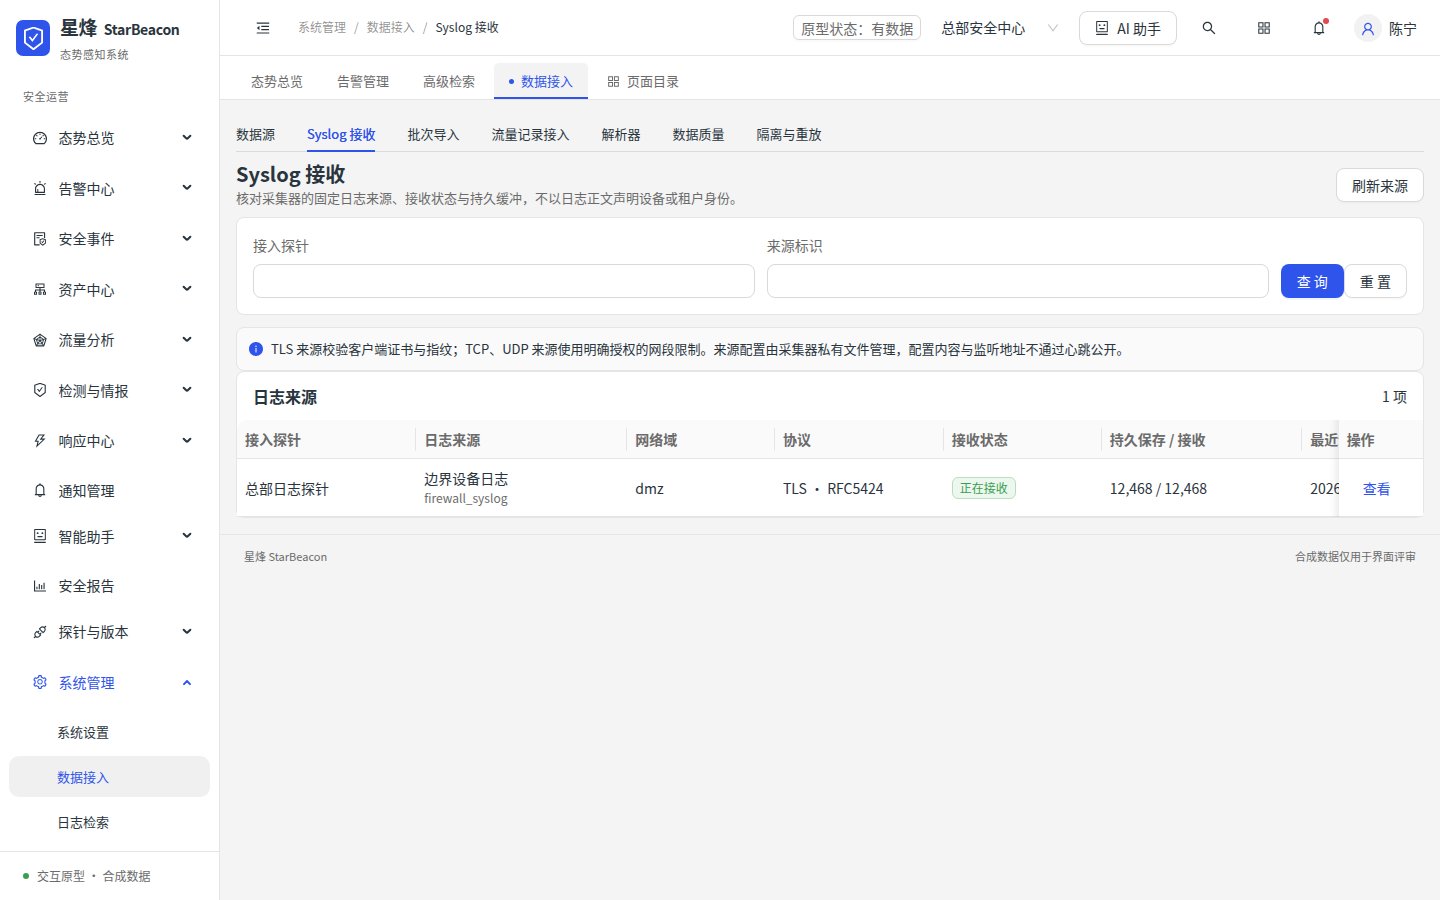 星烽 StarBeacon
态势感知系统
安全运营
态势总览
告警中心
安全事件
资产中心
流量分析
检测与情报
响应中心
通知管理
智能助手
安全报告
探针与版本
系统管理
系统设置
数据接入
日志检索
交互原型 · 合成数据
系统管理 / 数据接入 / Syslog 接收
原型状态：有数据
总部安全中心
AI 助手
陈宁
态势总览 告警管理 高级检索 数据接入 页面目录
数据源 Syslog 接收 批次导入 流量记录接入 解析器 数据质量 隔离与重放
Syslog 接收
核对采集器的固定日志来源、接收状态与持久缓冲，不以日志正文声明设备或租户身份。
刷新来源
接入探针 来源标识
查 询 重 置
TLS 来源校验客户端证书与指纹；TCP、UDP 来源使用明确授权的网段限制。来源配置由采集器私有文件管理，配置内容与监听地址不通过心跳公开。
日志来源 1 项
接入探针 日志来源 网络域 协议 接收状态 持久保存 / 接收 最近 操作
总部日志探针 边界设备日志 dmz TLS · RFC5424 正在接收 12,468 / 12,468 2026 查看
firewall_syslog
星烽 StarBeacon 合成数据仅用于界面评审